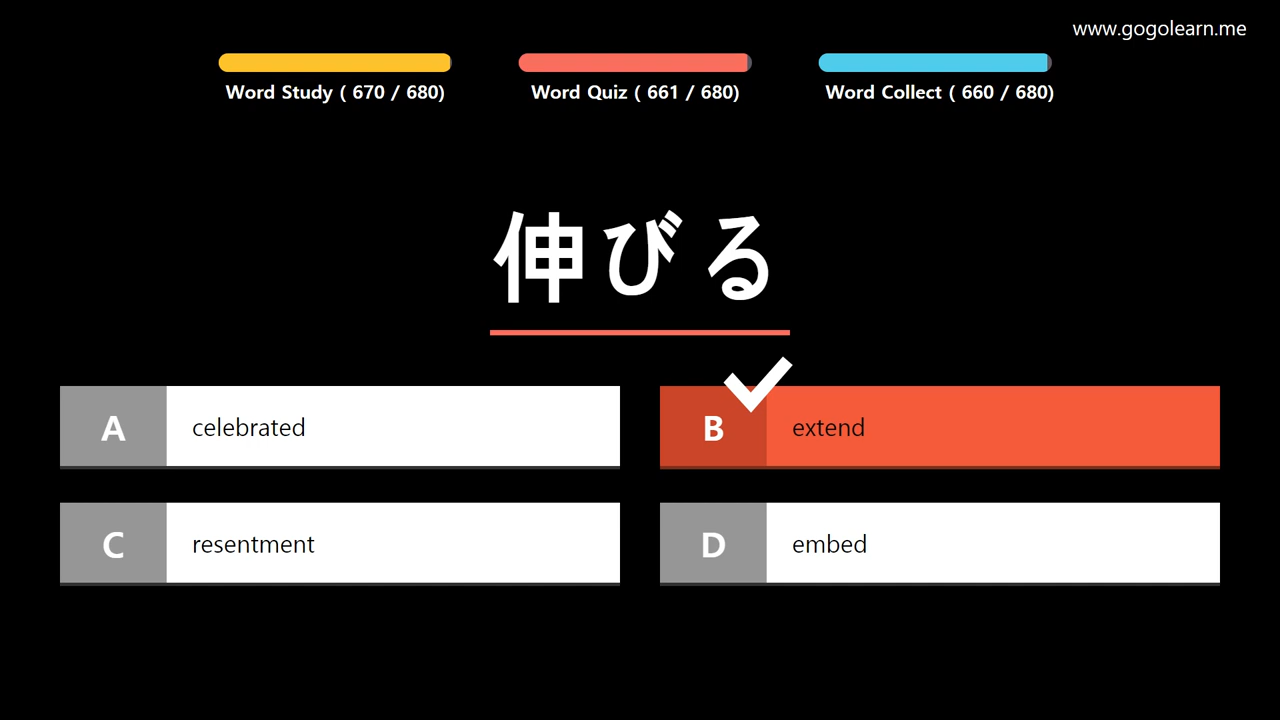 www.gogolearn.me
Word Study ( 670 / 680)
Word Quiz ( 661 / 680)
Word Collect ( 660 / 680)
伸びる
A celebrated
B extend
C resentment
D embed